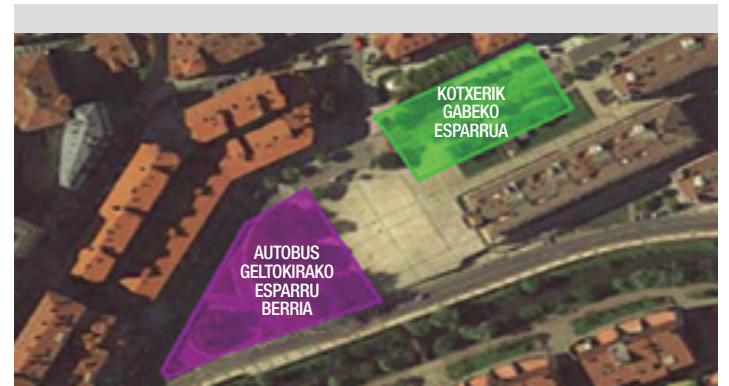 KOTXERIK
GABEKO
ESPARRUA
AUTOBUS
GELTOKIRAKO
ESPARRU
BERRIA